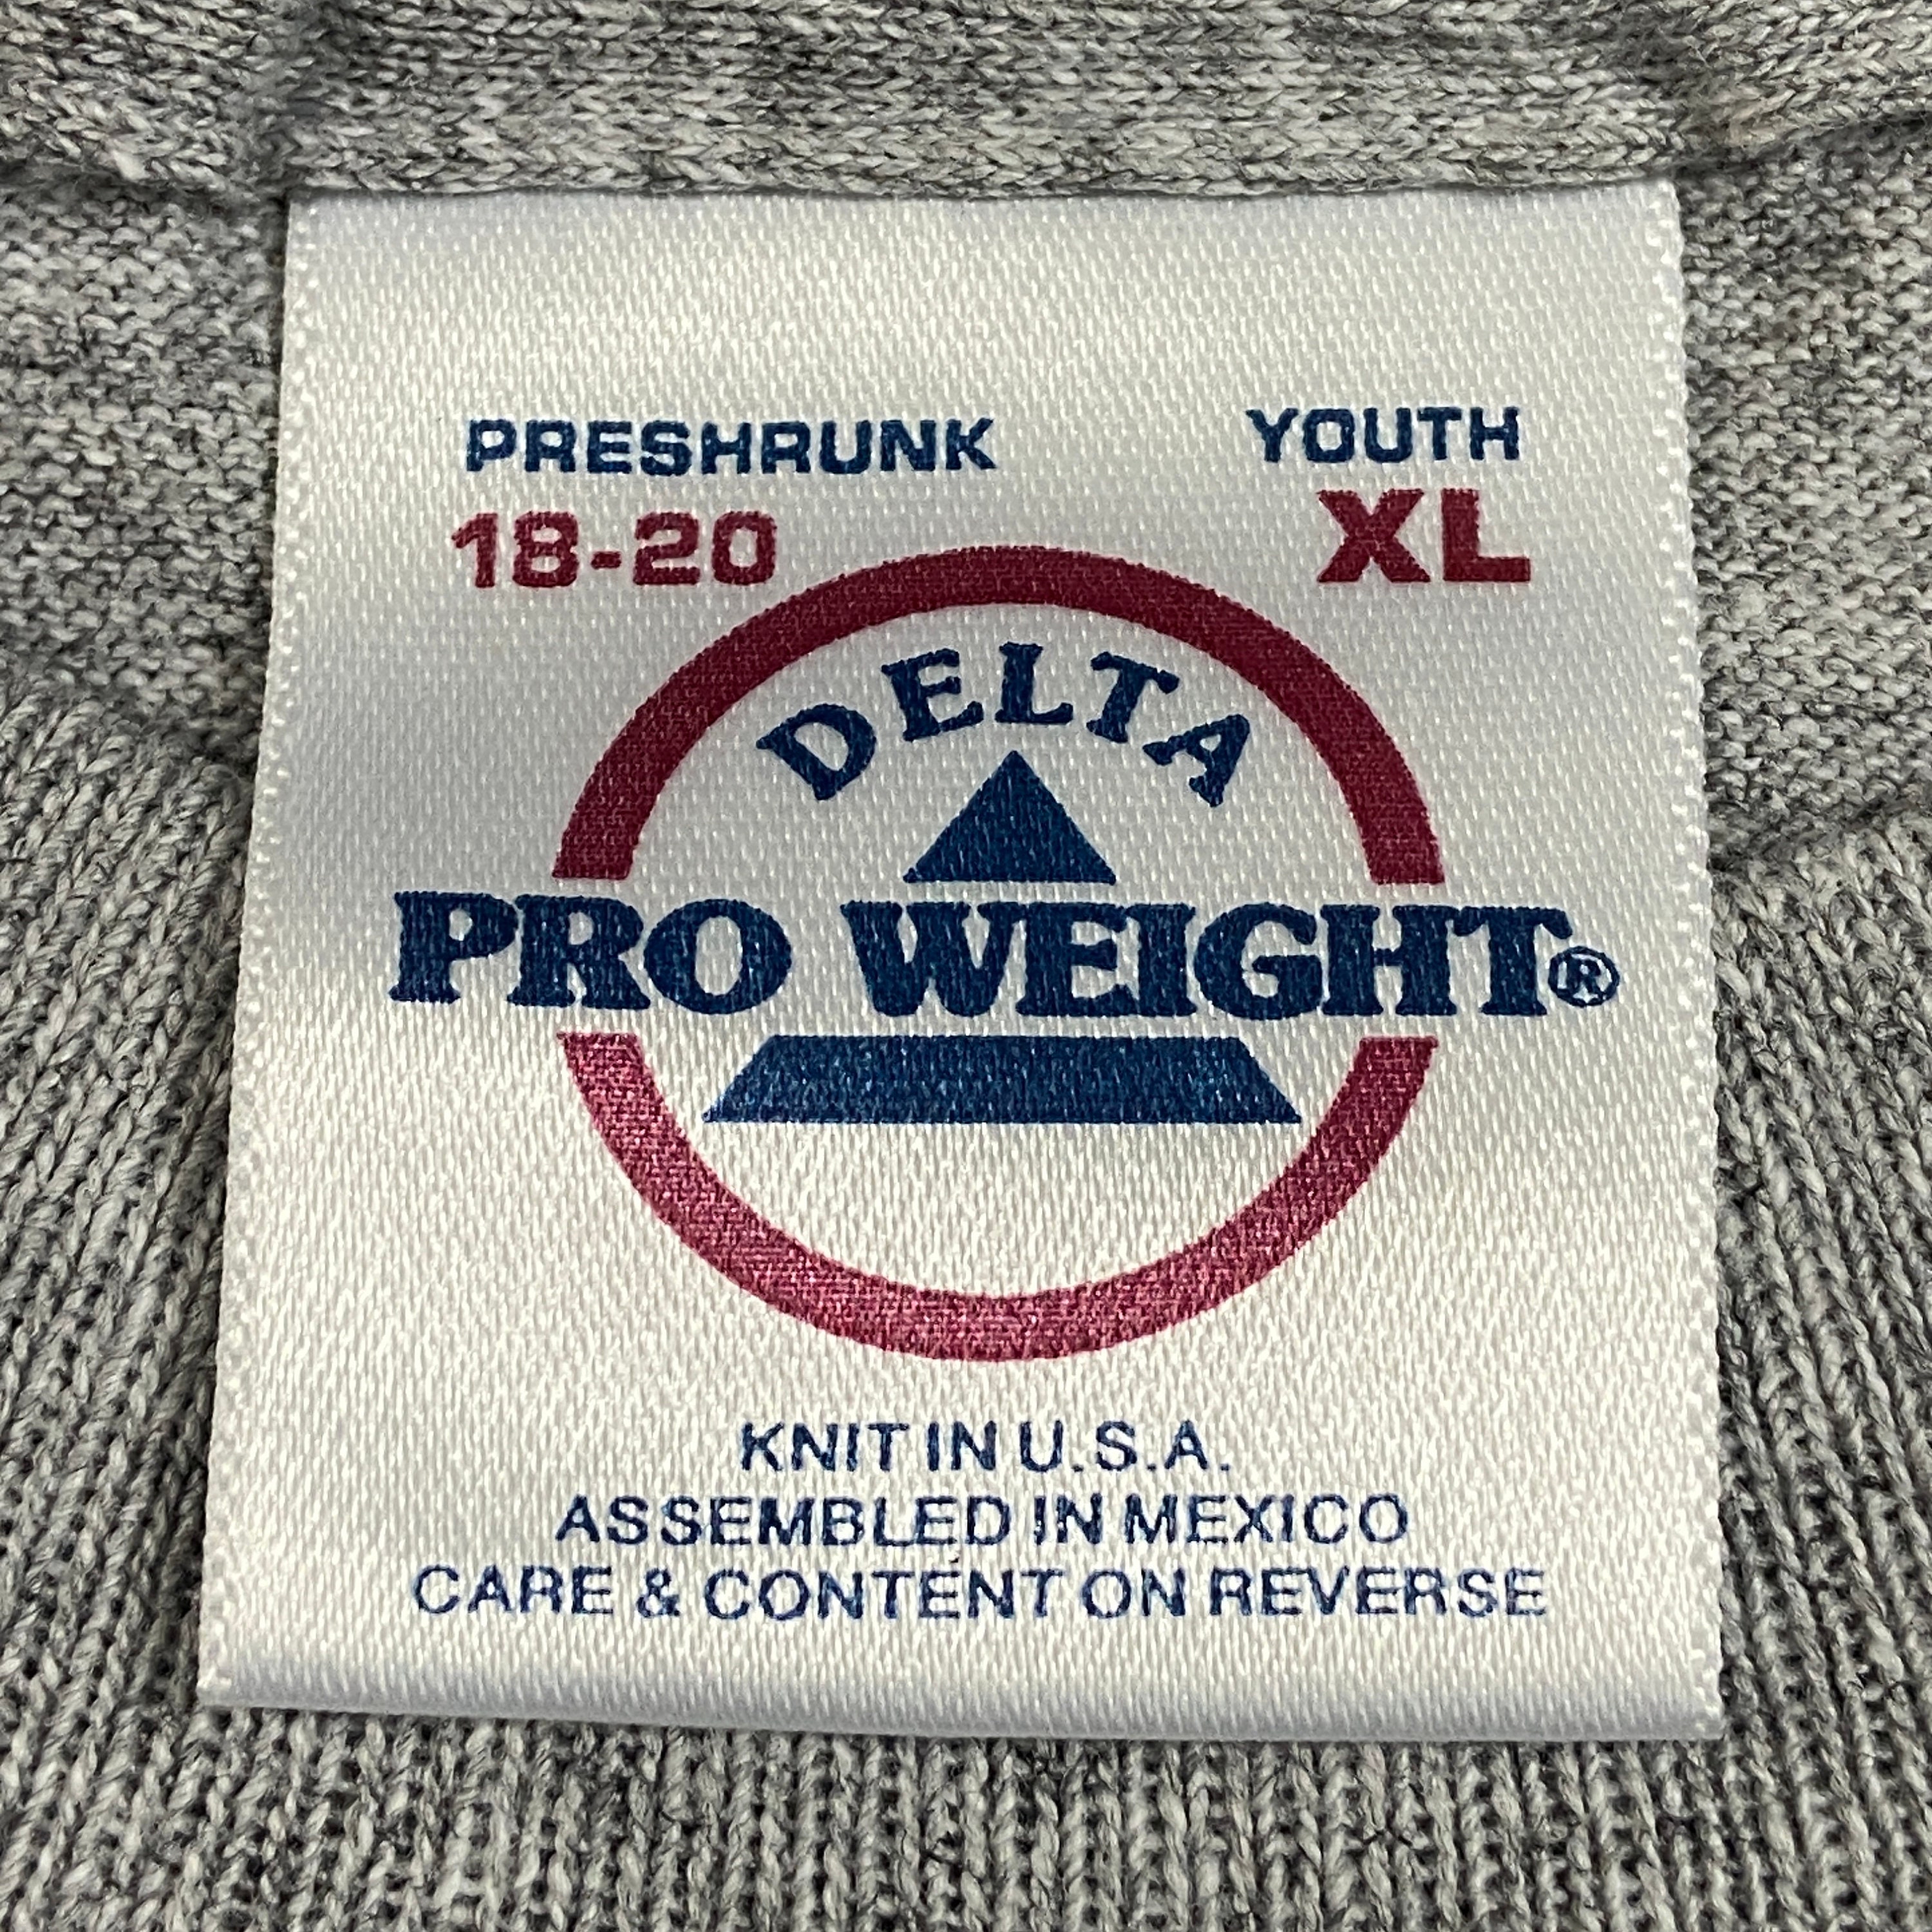 PRESHRUNK YOUTH
18-20 XL
DELTA
PRO WEIGHT®
KNIT IN U.S.A.
ASSEMBLED IN MEXICO
CARE & CONTENT ON REVERSE